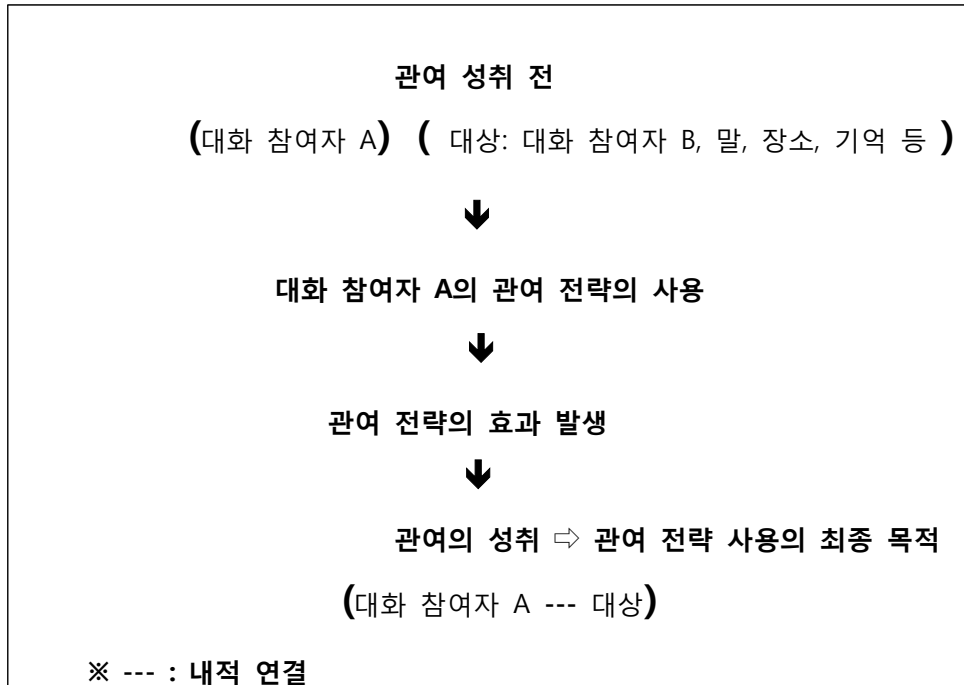 관여 성취 전
(대화 참여자 A) ( 대상: 대화 참여자 B, 말, 장소, 기억 등 )
🡻
대화 참여자 A의 관여 전략의 사용
🡻
관여 전략의 효과 발생
🡻
관여의 성취 ⇨ 관여 전략 사용의 최종 목적
(대화 참여자 A --- 대상)
※ --- : 내적 연결